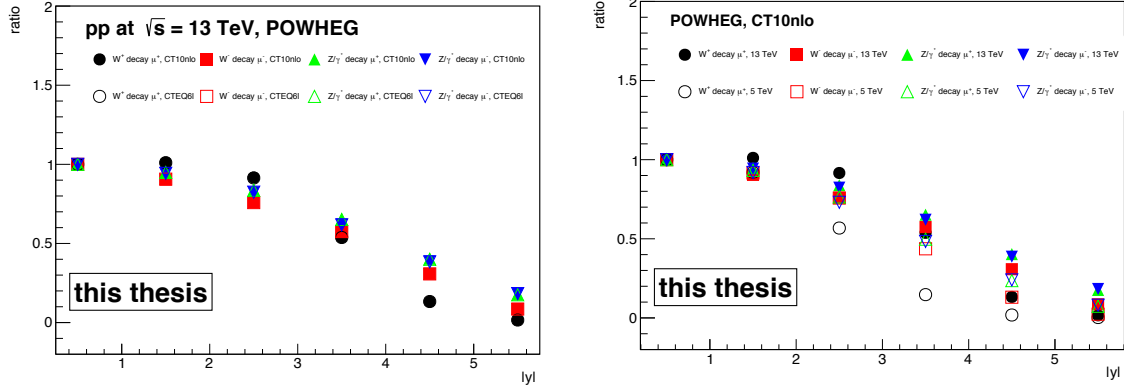 ratio
pp at √s = 13 TeV, POWHEG
W⁺ decay μ⁺, CT10nlo
W⁻ decay μ⁻, CT10nlo
Z/γ* decay μ⁺, CT10nlo
Z/γ* decay μ⁻, CT10nlo
W⁺ decay μ⁺, CTEQ6l
W⁻ decay μ⁻, CTEQ6l
Z/γ* decay μ⁺, CTEQ6l
Z/γ* decay μ⁻, CTEQ6l
2
1.5
1
0.5
0
this thesis
1 2 3 4 5
|y|
ratio
POWHEG, CT10nlo
W⁺ decay μ⁺, 13 TeV
W⁻ decay μ⁻, 13 TeV
Z/γ* decay μ⁺, 13 TeV
Z/γ* decay μ⁻, 13 TeV
W⁺ decay μ⁺, 5 TeV
W⁻ decay μ⁻, 5 TeV
Z/γ* decay μ⁺, 5 TeV
Z/γ* decay μ⁻, 5 TeV
2
1.5
1
0.5
0
this thesis
1 2 3 4 5
|y|